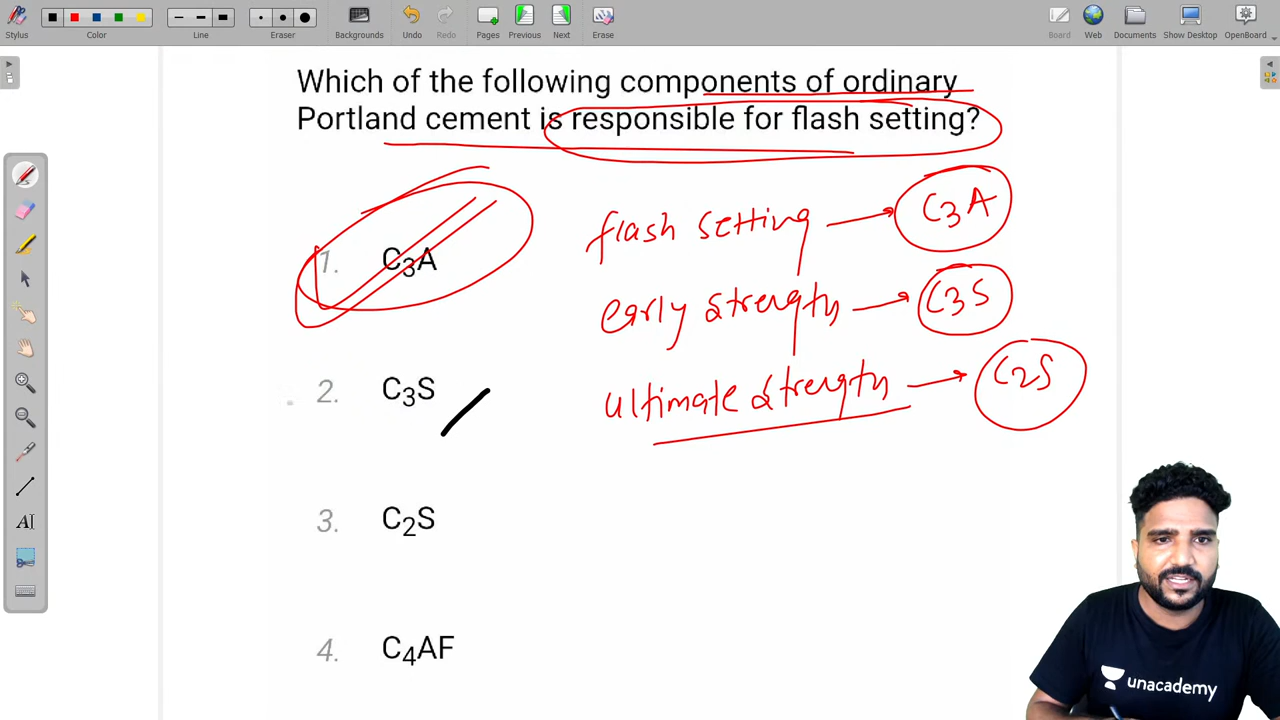 Stylus
Color
Line
Eraser
Backgrounds
Undo
Redo
Pages
Previous
Next
Erase
Board
Web
Documents
Show Desktop
OpenBoard
Which of the following components of ordinary
Portland cement is responsible for flash setting?
1. C3A
flash setting → C3A
early strength → C3S
2. C3S
ultimate strength → C2S
3. C2S
4. C4AF
AI
unacademy